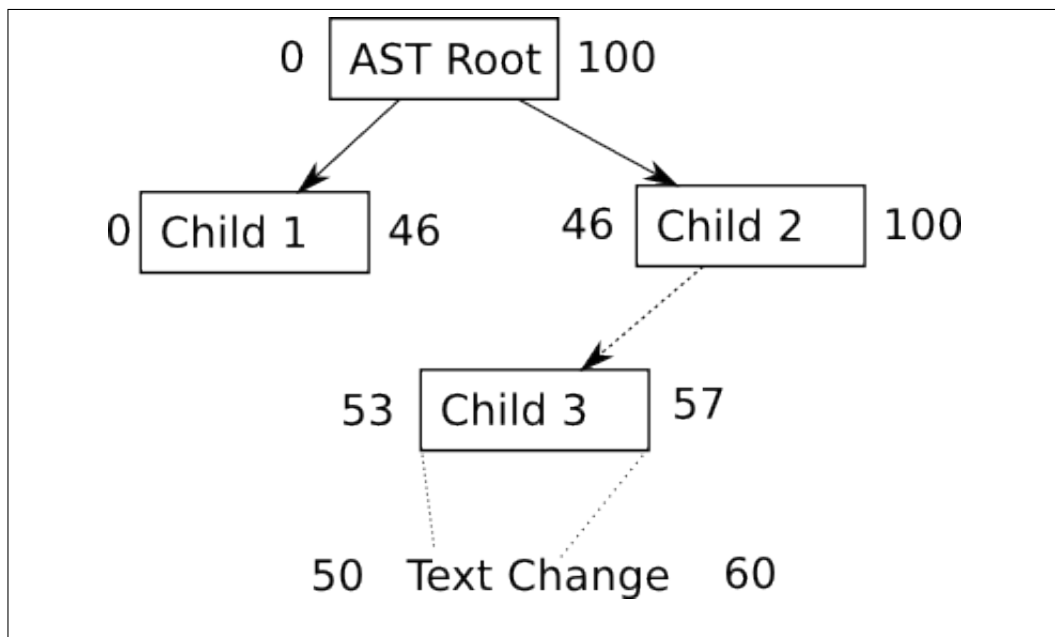 0 AST Root 100
0 Child 1 46
46 Child 2 100
53 Child 3 57
50 Text Change 60